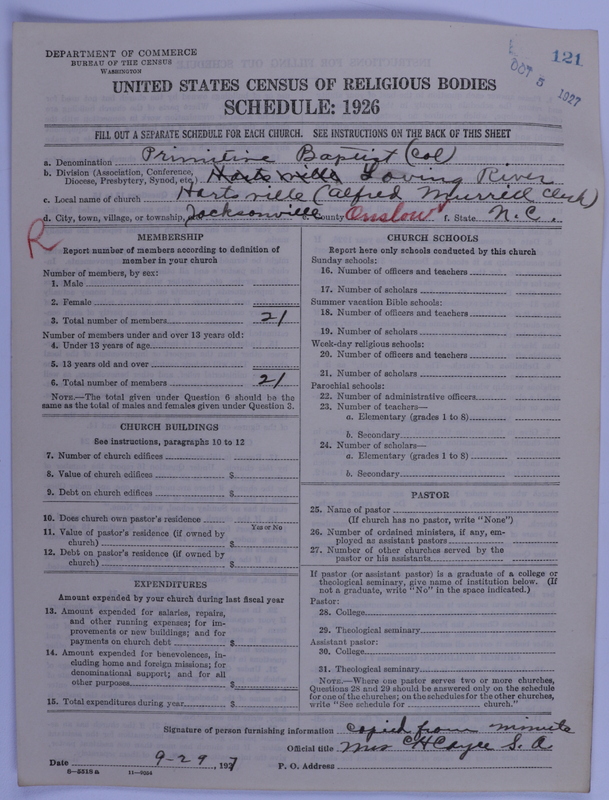 DEPARTMENT OF COMMERCE
BUREAU OF THE CENSUS
WASHINGTON
121
OCT 5 1927
UNITED STATES CENSUS OF RELIGIOUS BODIES
SCHEDULE: 1926
FILL OUT A SEPARATE SCHEDULE FOR EACH CHURCH. SEE INSTRUCTIONS ON THE BACK OF THIS SHEET
a. Denomination Primitive Baptist (Col)
b. Division (Association, Conference, Diocese, Presbytery, Synod, etc.) Hartsville Loving River
c. Local name of church Hartsville (Alfred Murrill Clerk)
d. City, town, village, or township, Jacksonville e. County Onslow f. State N.C.
R
MEMBERSHIP
Report number of members according to definition of
member in your church
Number of members, by sex:
1. Male
2. Female
3. Total number of members 21
Number of members under and over 13 years old:
4. Under 13 years of age
5. 13 years old and over
6. Total number of members 21
NOTE.—The total given under Question 6 should be the
same as the total of males and females given under Question 3.
CHURCH BUILDINGS
See instructions, paragraphs 10 to 12
7. Number of church edifices
8. Value of church edifices $
9. Debt on church edifices $
10. Does church own pastor's residence
Yes or No
11. Value of pastor's residence (if owned by
church) $
12. Debt on pastor's residence (if owned by
church) $
EXPENDITURES
Amount expended by your church during last fiscal year
13. Amount expended for salaries, repairs,
and other running expenses; for im-
provements or new buildings; and for
payments on church debt $
14. Amount expended for benevolences, in-
cluding home and foreign missions; for
denominational support; and for all
other purposes $
15. Total expenditures during year $
CHURCH SCHOOLS
Report here only schools conducted by this church
Sunday schools:
16. Number of officers and teachers
17. Number of scholars
Summer vacation Bible schools:
18. Number of officers and teachers
19. Number of scholars
Week-day religious schools:
20. Number of officers and teachers
21. Number of scholars
Parochial schools:
22. Number of administrative officers
23. Number of teachers—
a. Elementary (grades 1 to 8)
b. Secondary
24. Number of scholars—
a. Elementary (grades 1 to 8)
b. Secondary
PASTOR
25. Name of pastor
(If church has no pastor, write "None")
26. Number of ordained ministers, if any, em-
ployed as assistant pastors
27. Number of other churches served by the
pastor or his assistants
If pastor (or assistant pastor) is a graduate of a college or
theological seminary, give name of institution below. (If
not a graduate, write "No" in the space indicated.)
Pastor:
28. College
29. Theological seminary
Assistant pastor:
30. College
31. Theological seminary
NOTE.—Where one pastor serves two or more churches,
Questions 28 and 29 should be answered only on the schedule
for one of the churches; on the schedules for the other churches,
write "See schedule for church."
Signature of person furnishing information copied from minute
Official title Mrs C H Cayce S. A
Date 9-29, 1927 P. O. Address
6-5518a 11-9034